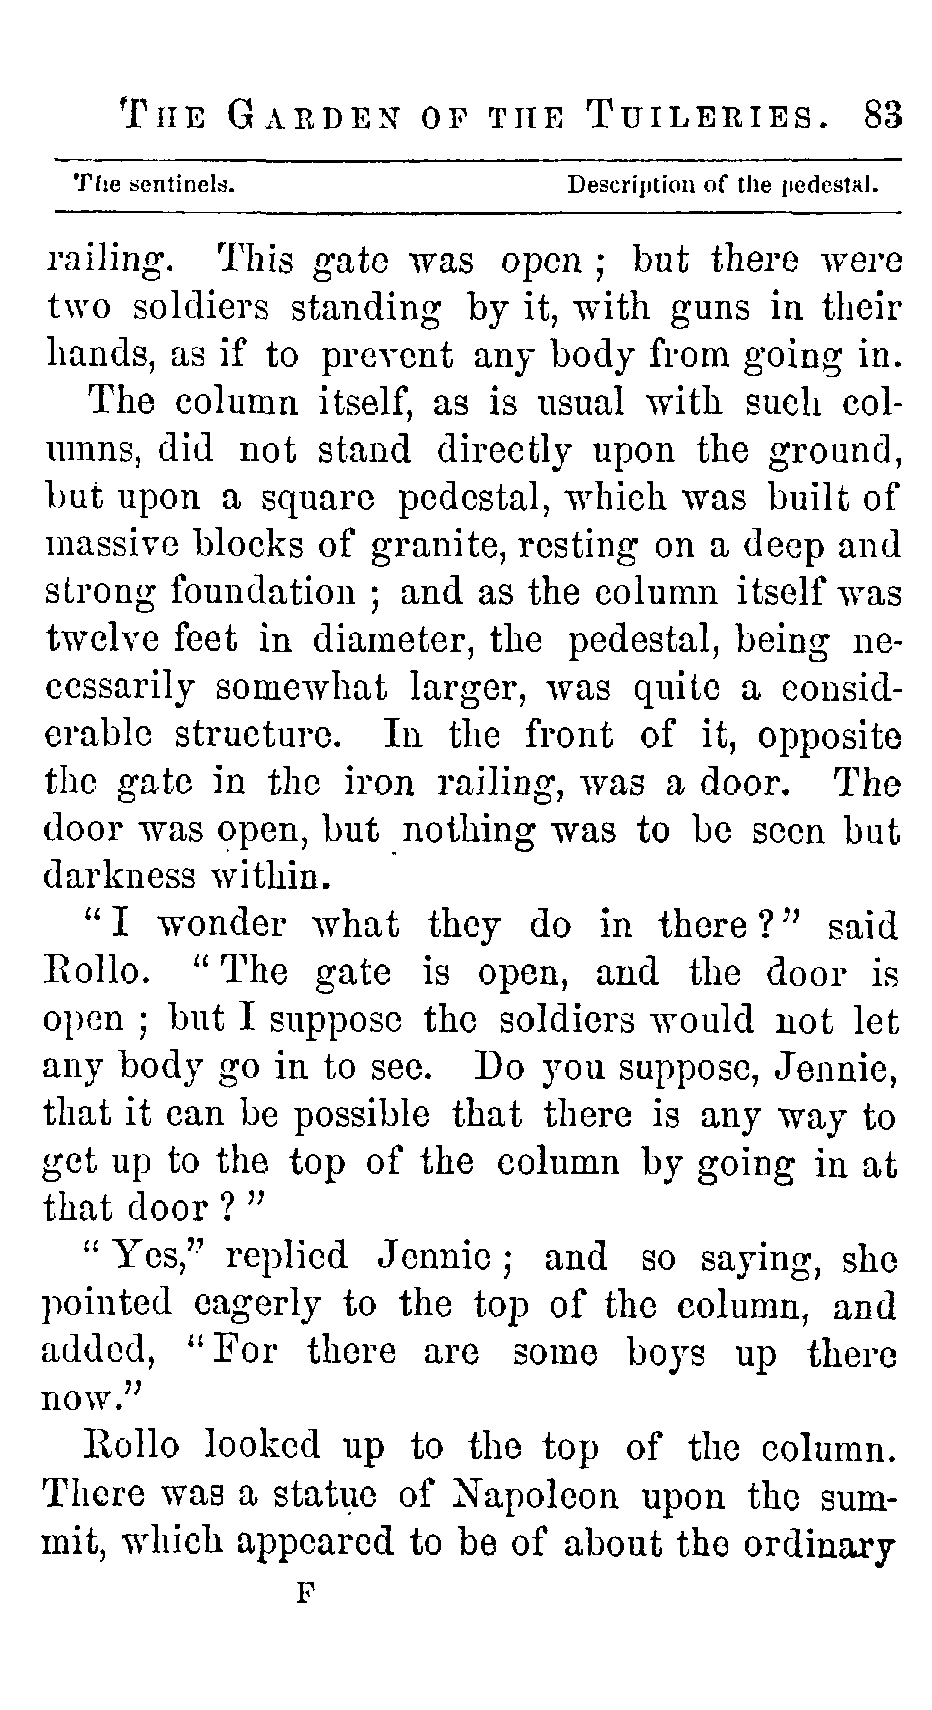 The Garden of the Tuileries. 83
The sentinels. Description of the pedestal.
railing. This gate was open ; but there were
two soldiers standing by it, with guns in their
hands, as if to prevent any body from going in.
The column itself, as is usual with such col-
umns, did not stand directly upon the ground,
but upon a square pedestal, which was built of
massive blocks of granite, resting on a deep and
strong foundation ; and as the column itself was
twelve feet in diameter, the pedestal, being ne-
cessarily somewhat larger, was quite a consid-
erable structure. In the front of it, opposite
the gate in the iron railing, was a door. The
door was open, but nothing was to be seen but
darkness within.
“ I wonder what they do in there ? ” said
Rollo. “ The gate is open, and the door is
open ; but I suppose the soldiers would not let
any body go in to see. Do you suppose, Jennie,
that it can be possible that there is any way to
get up to the top of the column by going in at
that door ? ”
“ Yes,” replied Jennie ; and so saying, she
pointed eagerly to the top of the column, and
added, “ For there are some boys up there
now.”
Rollo looked up to the top of the column.
There was a statue of Napoleon upon the sum-
mit, which appeared to be of about the ordinary
F